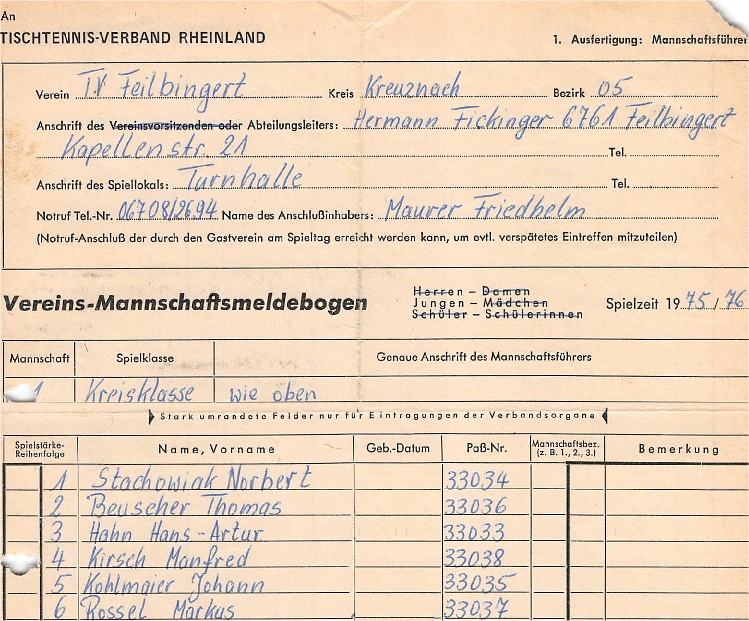 An
TISCHTENNIS-VERBAND RHEINLAND 1. Ausfertigung: Mannschaftsführer
Verein T.V Feilbingert Kreis Kreuznach Bezirk 05
Anschrift des Vereinsvorsitzenden oder Abteilungsleiters: Hermann Fickinger 6761 Feilbingert
Kapellenstr. 21 Tel.
Anschrift des Spiellokals: Turnhalle Tel.
Notruf Tel.-Nr. 06708/2694 Name des Anschlußinhabers: Maurer Friedhelm
(Notruf-Anschluß der durch den Gastverein am Spieltag erreicht werden kann, um evtl. verspätetes Eintreffen mitzuteilen)
Herren – Damen
Vereins-Mannschaftsmeldebogen Jungen – Mädchen Spielzeit 1975/76
Schüler – Schülerinnen
Mannschaft Spielklasse Genaue Anschrift des Mannschaftsführers
1 Kreisklasse wie oben
Stark umrandete Felder nur für Eintragungen der Verbandsorgane
Spielstärke-Reihenfolge Name, Vorname Geb.-Datum Paß-Nr. Mannschaftsbez. (z. B. 1., 2., 3.) Bemerkung
1 Stachowiak Norbert 33034
2 Beuscher Thomas 33036
3 Hahn Hans-Artur 33033
4 Kirsch Manfred 33038
5 Kohlmaier Johann 33035
6 Rossel Markus 33037